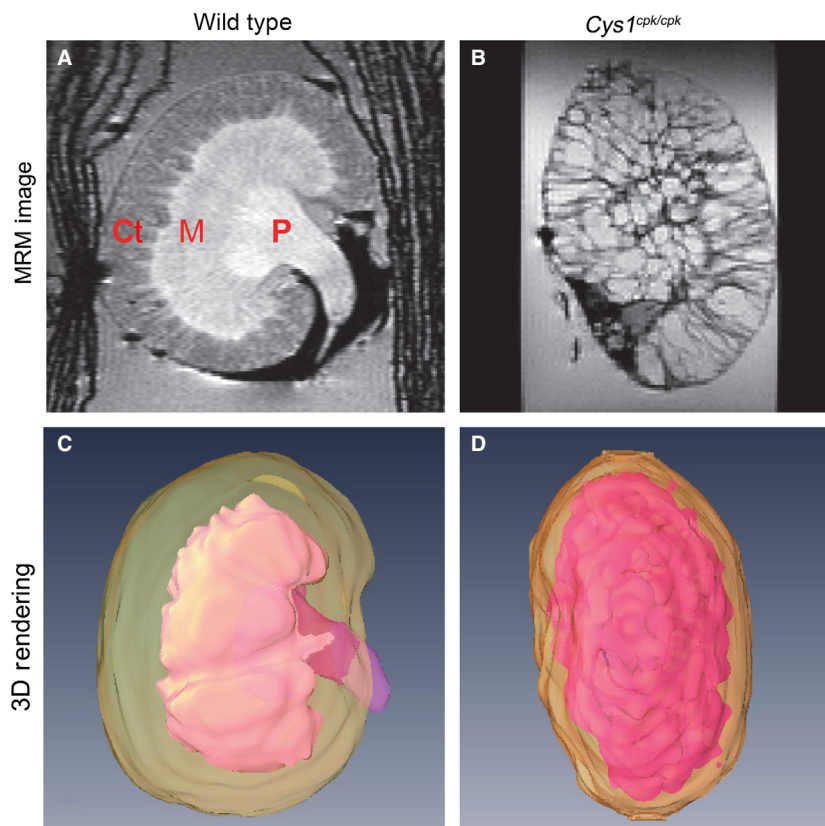 Wild type
Cys1cpk/cpk
MRM image
A
B
Ct
M
P
3D rendering
C
D